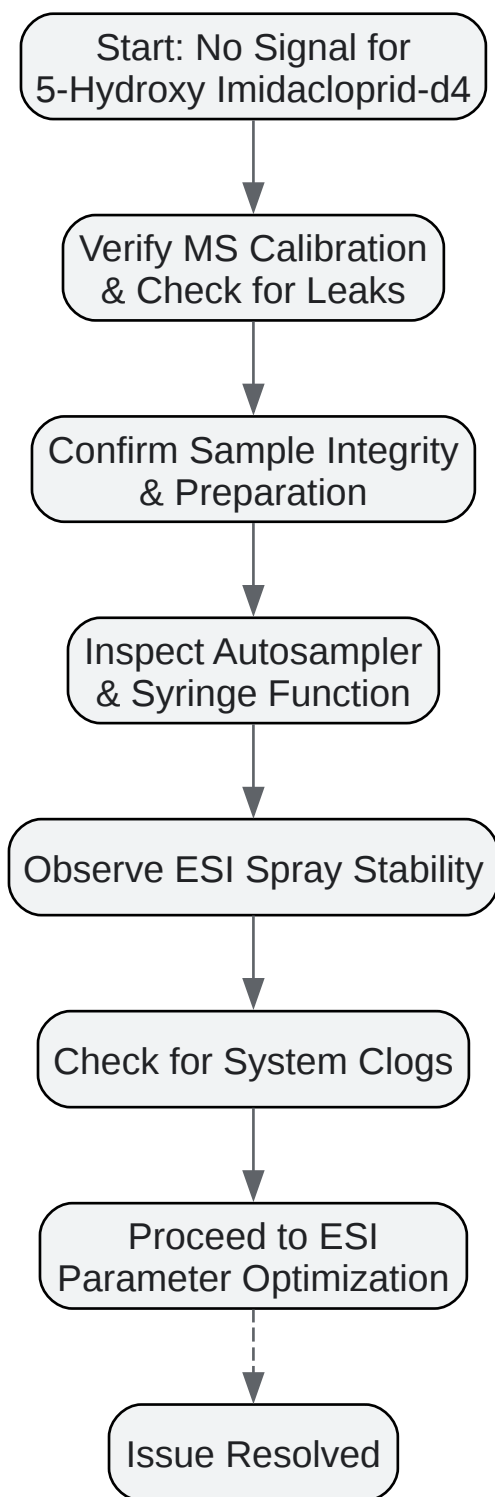 Start: No Signal for
5-Hydroxy Imidacloprid-d4
Verify MS Calibration
& Check for Leaks
Confirm Sample Integrity
& Preparation
Inspect Autosampler
& Syringe Function
Observe ESI Spray Stability
Check for System Clogs
Proceed to ESI
Parameter Optimization
Issue Resolved